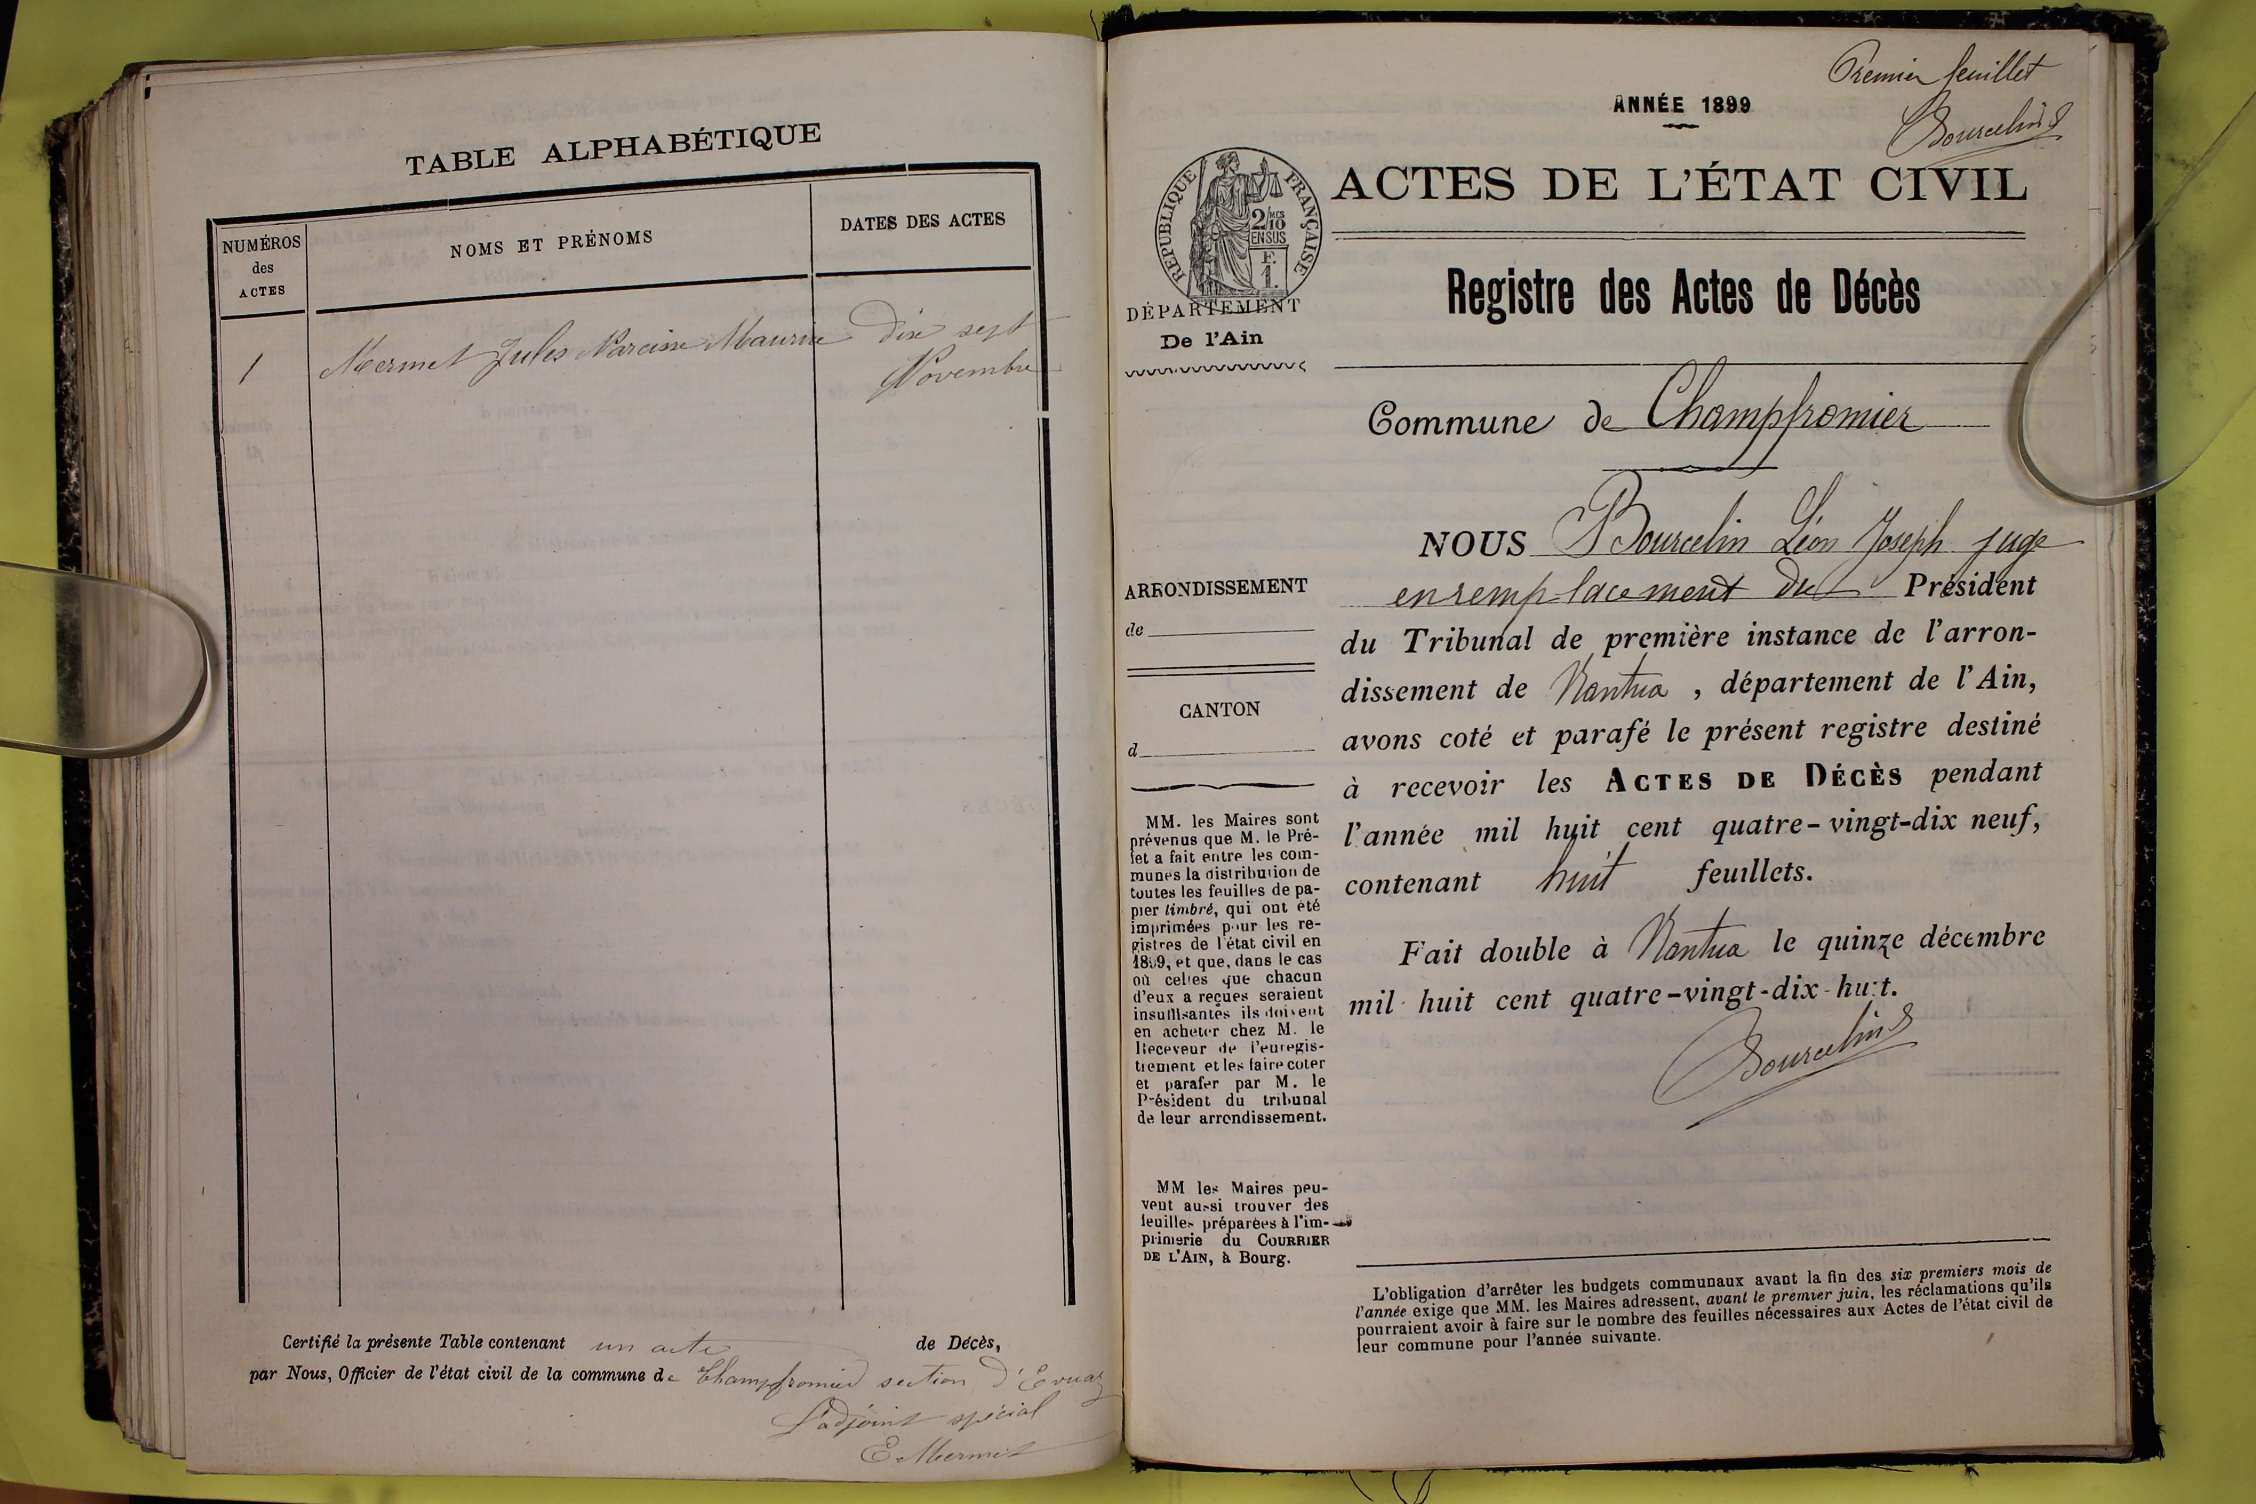 TABLE ALPHABÉTIQUE
NUMÉROS
des
ACTES
NOMS ET PRÉNOMS
DATES DES ACTES
1
Mermet Jules Narcisse Maurice
dix sept
Novembre
Certifié la présente Table contenant un acte de Décès,
par Nous, Officier de l'état civil de la commune de Champfromier section d'Evuaz
L'adjoint spécial
E. Mermet
Premier feuillet
Bourcelin
ANNÉE 1899
RÉPUBLIQUE FRANÇAISE
2/10 MES
EN SUS
F.
1.
ACTES DE L'ÉTAT CIVIL
DÉPARTEMENT
De l'Ain
Registre des Actes de Décès
Commune de Champfromier
ARRONDISSEMENT
de
CANTON
d
MM. les Maires sont
prévenus que M. le Pré-
fet a fait entre les com-
munes la distribution de
toutes les feuilles de pa-
pier timbré, qui ont été
imprimées pour les re-
gistres de l'état civil en
1899, et que, dans le cas
où celles que chacun
d'eux a reçues seraient
insuffisantes ils doivent
en acheter chez M. le
Receveur de l'enregis-
trement et les faire coter
et parafer par M. le
Président du tribunal
de leur arrondissement.
MM les Maires peu-
vent aussi trouver des
feuilles préparées à l'im-
primerie du COURRIER
DE L'AIN, à Bourg.
NOUS Bourcelin Léon Joseph juge
en remplacement du Président
du Tribunal de première instance de l'arron-
dissement de Nantua, département de l'Ain,
avons coté et parafé le présent registre destiné
à recevoir les ACTES DE DÉCÈS pendant
l'année mil huit cent quatre-vingt-dix neuf,
contenant huit feuillets.
Fait double à Nantua le quinze décembre
mil huit cent quatre-vingt-dix-huit.
Bourcelin
L'obligation d'arrêter les budgets communaux avant la fin des six premiers mois de
l'année exige que MM. les Maires adressent, avant le premier juin, les réclamations qu'ils
pourraient avoir à faire sur le nombre des feuilles nécessaires aux Actes de l'état civil de
leur commune pour l'année suivante.